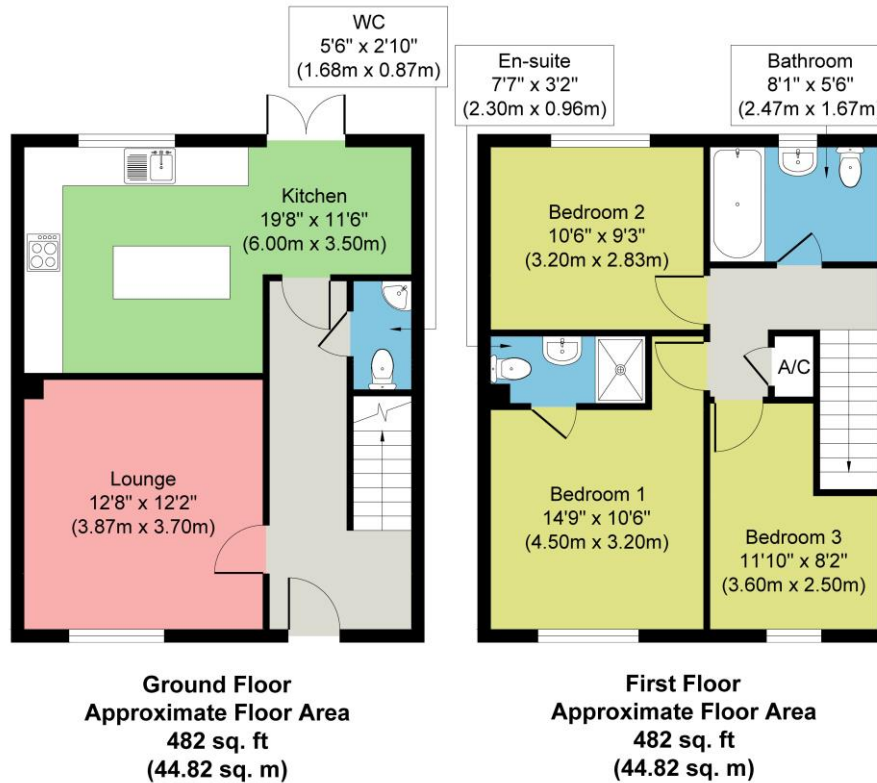 WC
5'6" x 2'10"
(1.68m x 0.87m)
Kitchen
19'8" x 11'6"
(6.00m x 3.50m)
Lounge
12'8" x 12'2"
(3.87m x 3.70m)
Ground Floor
Approximate Floor Area
482 sq. ft
(44.82 sq. m)
En-suite
7'7" x 3'2"
(2.30m x 0.96m)
Bathroom
8'1" x 5'6"
(2.47m x 1.67m)
Bedroom 2
10'6" x 9'3"
(3.20m x 2.83m)
A/C
Bedroom 1
14'9" x 10'6"
(4.50m x 3.20m)
Bedroom 3
11'10" x 8'2"
(3.60m x 2.50m)
First Floor
Approximate Floor Area
482 sq. ft
(44.82 sq. m)